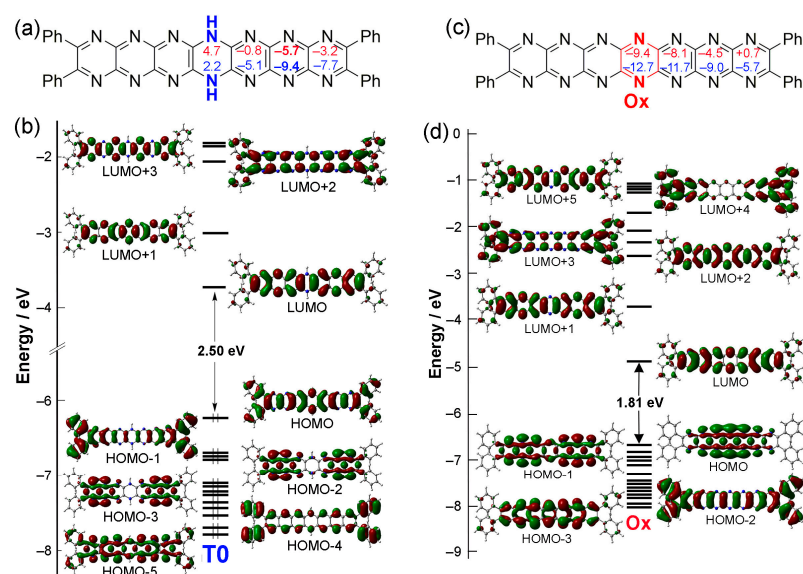 (a)
H
Ph N N N N N N Ph
4.7 –0.8 –5.7 –3.2
2.2 –5.1 –9.4 –7.7
Ph N N N N N N Ph
H
(c)
Ph N N N N N N Ph
–9.4 –8.1 –4.5 +0.7
–12.7 –11.7 –9.0 –5.7
Ph N N N N N N Ph
Ox
(b)
Energy / eV
–2
–3
–4
–6
–7
–8
LUMO+3
LUMO+2
LUMO+1
LUMO
2.50 eV
HOMO
HOMO-1
HOMO-2
HOMO-3
HOMO-4
HOMO-5
T0
(d)
Energy / eV
0
–1
–2
–3
–4
–5
–6
–7
–8
–9
LUMO+5
LUMO+4
LUMO+3
LUMO+2
LUMO+1
LUMO
1.81 eV
HOMO
HOMO-1
HOMO-2
HOMO-3
Ox